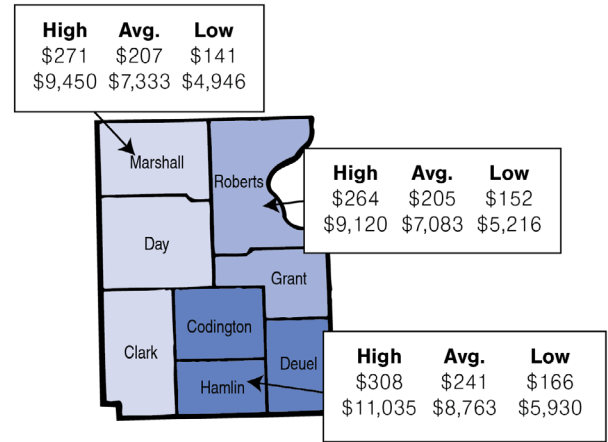 High Avg. Low
$271 $207 $141
$9,450 $7,333 $4,946
Marshall
Roberts
High Avg. Low
$264 $205 $152
$9,120 $7,083 $5,216
Day
Grant
Codington
Clark
Deuel
Hamlin
High Avg. Low
$308 $241 $166
$11,035 $8,763 $5,930